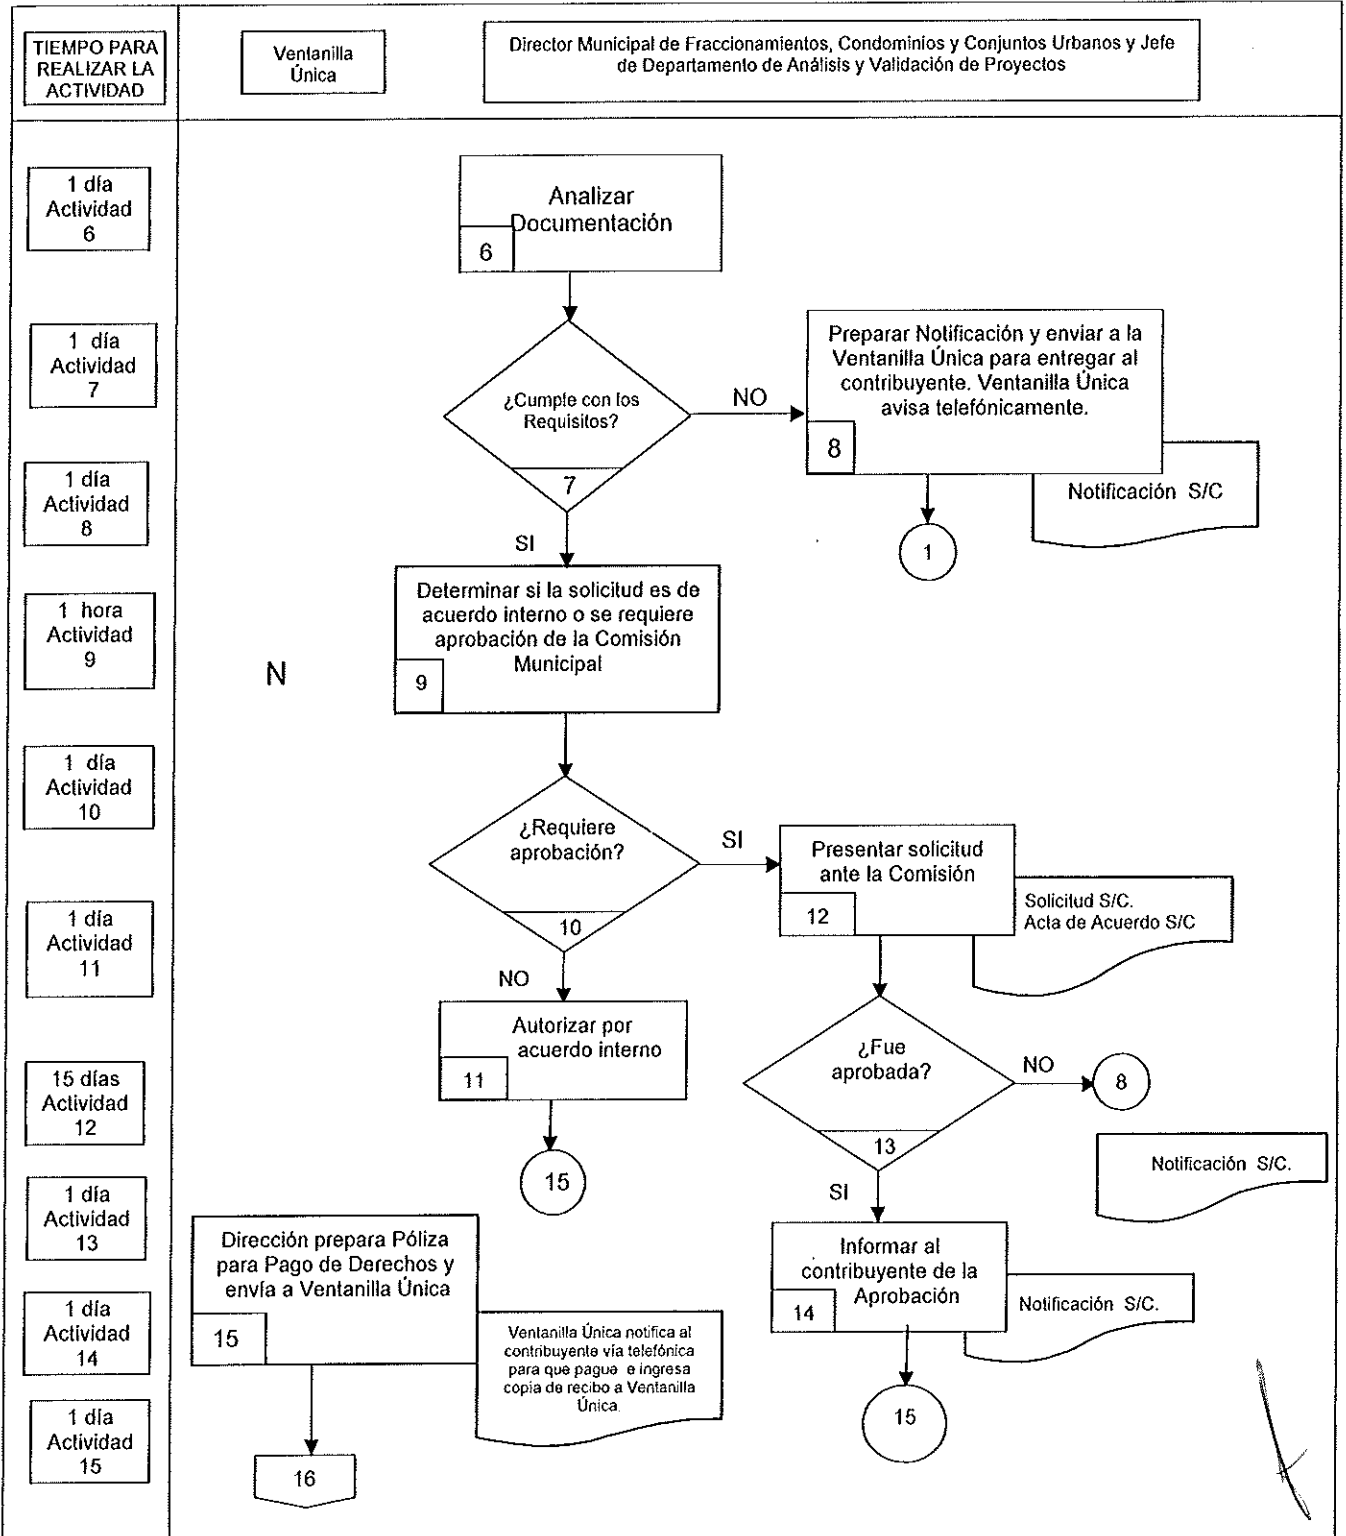 TIEMPO PARA
REALIZAR LA
ACTIVIDAD
Ventanilla
Única
Director Municipal de Fraccionamientos, Condominios y Conjuntos Urbanos y Jefe
de Departamento de Análisis y Validación de Proyectos
1 día
Actividad
6
Analizar
Documentación
6
1 día
Actividad
7
¿Cumple con los
Requisitos?
7
NO
Preparar Notificación y enviar a la
Ventanilla Única para entregar al
contribuyente. Ventanilla Única
avisa telefónicamente.
8
Notificación S/C
1
1 día
Actividad
8
SI
1 hora
Actividad
9
N
Determinar si la solicitud es de
acuerdo interno o se requiere
aprobación de la Comisión
Municipal
9
1 día
Actividad
10
¿Requiere
aprobación?
10
SI
Presentar solicitud
ante la Comisión
12
Solicitud S/C.
Acta de Acuerdo S/C
1 día
Actividad
11
NO
Autorizar por
acuerdo interno
11
15
15 días
Actividad
12
¿Fue
aprobada?
13
NO
8
Notificación S/C.
1 día
Actividad
13
SI
Dirección prepara Póliza
para Pago de Derechos y
envía a Ventanilla Única
15
Ventanilla Única notifica al
contribuyente vía telefónica
para que pague e ingresa
copia de recibo a Ventanilla
Única.
16
Informar al
contribuyente de la
Aprobación
14
Notificación S/C.
15
1 día
Actividad
14
1 día
Actividad
15